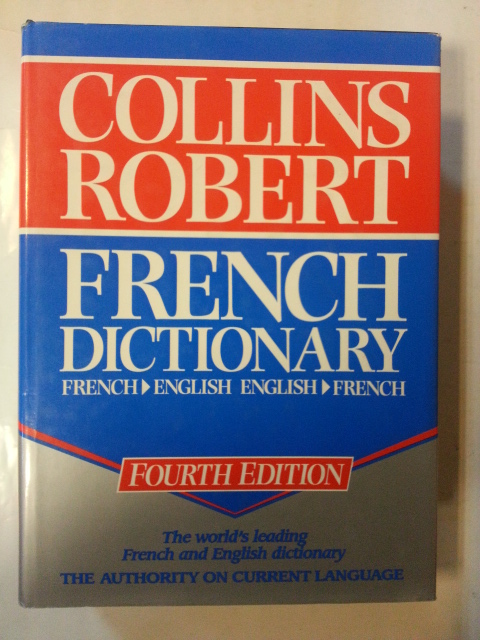 COLLINS
ROBERT
FRENCH
DICTIONARY
FRENCH▶ENGLISH ENGLISH▶FRENCH
FOURTH EDITION
The world's leading
French and English dictionary
THE AUTHORITY ON CURRENT LANGUAGE